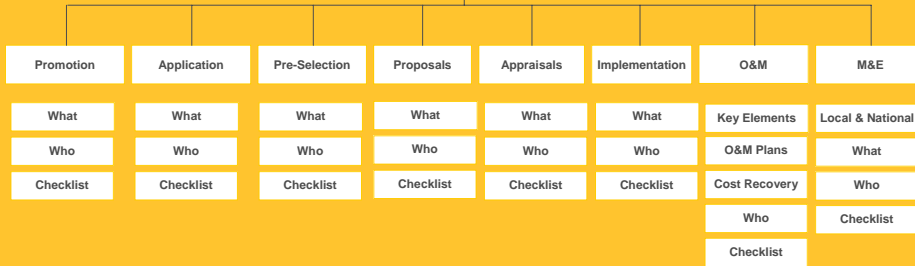 Promotion
Application
Pre-Selection
Proposals
Appraisals
Implementation
O&M
M&E
What
Who
Checklist
What
Who
Checklist
What
Who
Checklist
What
Who
Checklist
What
Who
Checklist
What
Who
Checklist
Key Elements
O&M Plans
Cost Recovery
Who
Checklist
Local & National
What
Who
Checklist